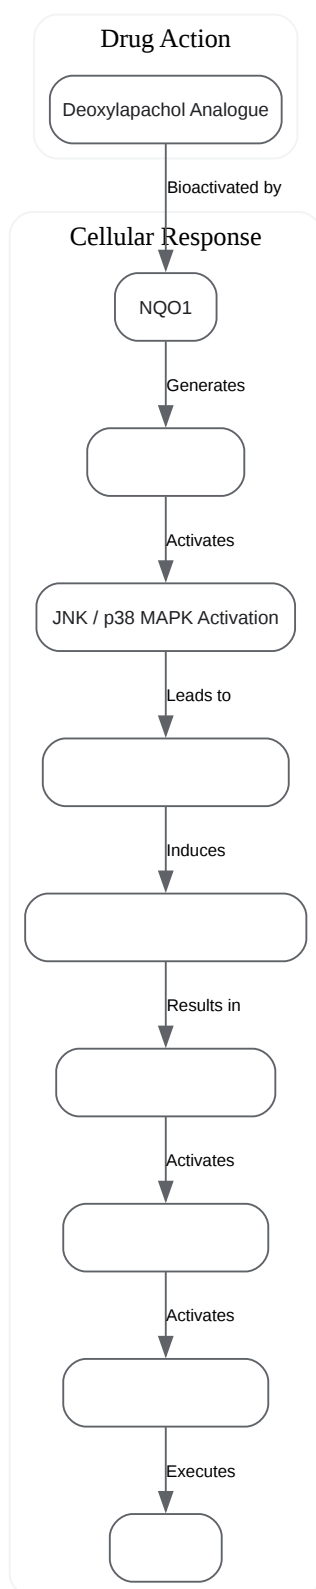 Drug Action
Deoxylapachol Analogue
Bioactivated by
Cellular Response
NQO1
Generates
Activates
JNK / p38 MAPK Activation
Leads to
Induces
Results in
Activates
Activates
Executes